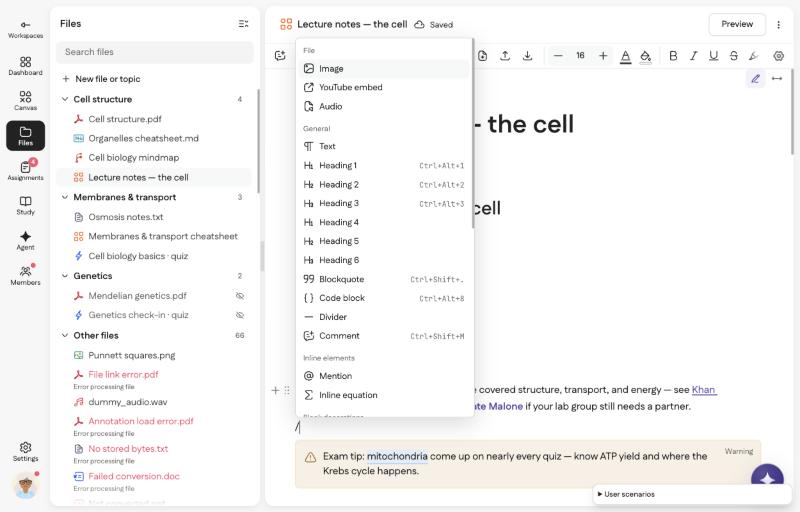 Workspaces
Dashboard
Canvas
Files
4
Assignments
Study
Agent
Members
Settings
Files
Search files
New file or topic
Cell structure 4
Cell structure.pdf
Organelles cheatsheet.md
Cell biology mindmap
Lecture notes — the cell
Membranes & transport 3
Osmosis notes.txt
Membranes & transport cheatsheet
Cell biology basics · quiz
Genetics 2
Mendelian genetics.pdf
Genetics check-in · quiz
Other files 66
Punnett squares.png
File link error.pdf
Error processing file
dummy_audio.wav
Annotation load error.pdf
Error processing file
No stored bytes.txt
Error processing file
Failed conversion.doc
Error processing file
Lecture notes — the cell Saved Preview
16 A B I U S
File
Image
YouTube embed
Audio
General
Text
H1 Heading 1 Ctrl+Alt+1
H2 Heading 2 Ctrl+Alt+2
H3 Heading 3 Ctrl+Alt+3
Heading 4
Heading 5
Heading 6
Blockquote Ctrl+Shift+.
Code block Ctrl+Alt+8
Divider
Comment Ctrl+Shift+M
Inline elements
Mention
Inline equation
- the cell
cell
covered structure, transport, and energy — see Khan
te Malone if your lab group still needs a partner.
/
Exam tip: mitochondria come up on nearly every quiz — know ATP yield and where the
Krebs cycle happens.
Warning
User scenarios